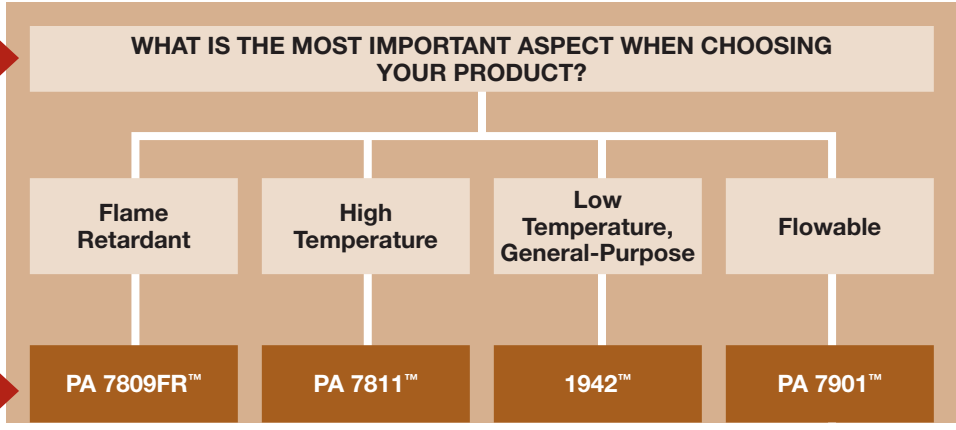 WHAT IS THE MOST IMPORTANT ASPECT WHEN CHOOSING
YOUR PRODUCT?
Flame
Retardant
High
Temperature
Low
Temperature,
General-Purpose
Flowable
PA 7809FR™
PA 7811™
1942™
PA 7901™